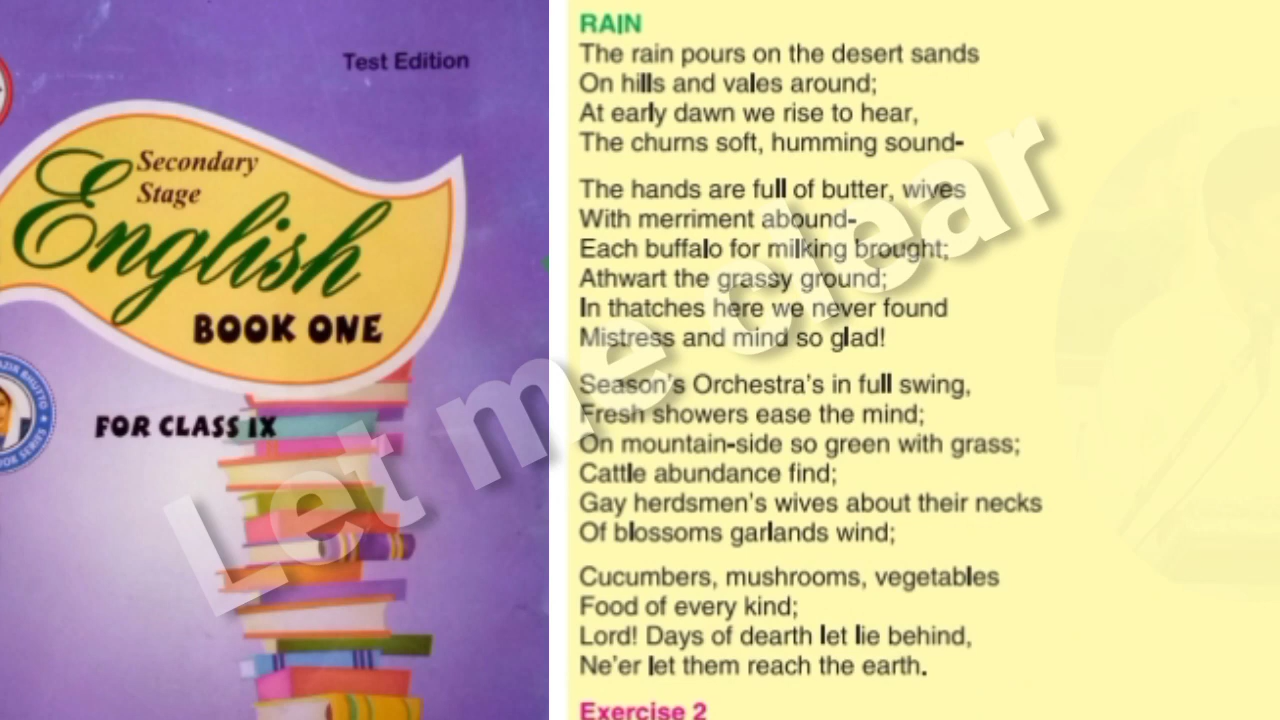 Test Edition
Secondary
Stage
English
BOOK ONE
FOR CLASS IX
RAIN
The rain pours on the desert sands
On hills and vales around;
At early dawn we rise to hear,
The churns soft, humming sound-
The hands are full of butter, wives
With merriment abound-
Each buffalo for milking brought;
Athwart the grassy ground;
In thatches here we never found
Mistress and mind so glad!
Season's Orchestra's in full swing,
Fresh showers ease the mind;
On mountain-side so green with grass;
Cattle abundance find;
Gay herdsmen's wives about their necks
Of blossoms garlands wind;
Cucumbers, mushrooms, vegetables
Food of every kind;
Lord! Days of dearth let lie behind,
Ne'er let them reach the earth.
Exercise 2
Let me clear